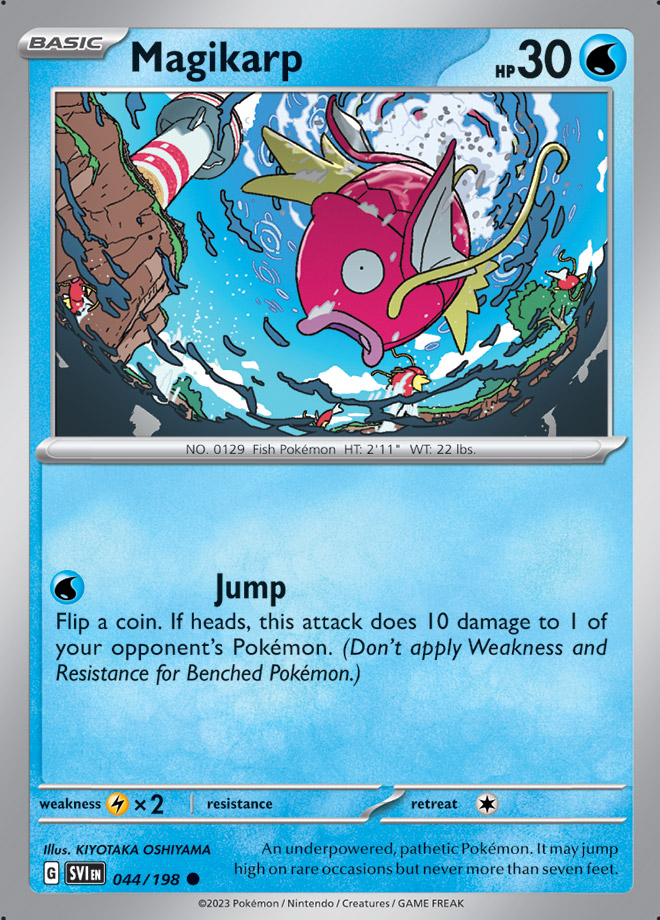 BASIC Magikarp HP 30
NO. 0129 Fish Pokémon HT: 2'11" WT: 22 lbs.
Jump
Flip a coin. If heads, this attack does 10 damage to 1 of
your opponent's Pokémon. (Don't apply Weakness and
Resistance for Benched Pokémon.)
weakness ×2 resistance retreat
Illus. KIYOTAKA OSHIYAMA
An underpowered, pathetic Pokémon. It may jump
high on rare occasions but never more than seven feet.
G SVI EN 044/198
©2023 Pokémon / Nintendo / Creatures / GAME FREAK